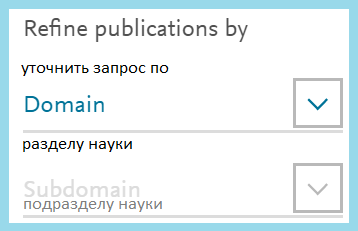 Refine publications by
уточнить запрос по
Domain
разделу науки
Subdomain
подразделу науки